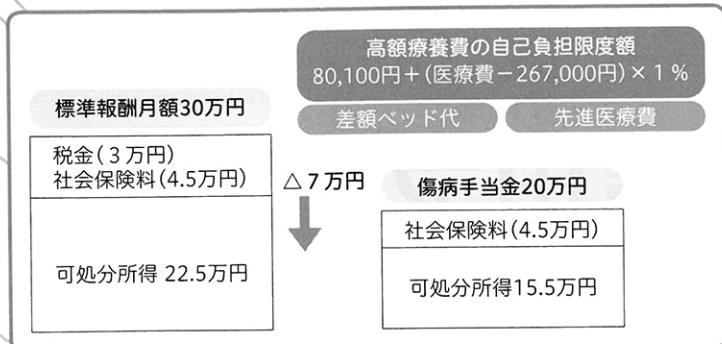 高額療養費の自己負担限度額
80,100円＋(医療費－267,000円)×1％
差額ベッド代
先進医療費
標準報酬月額30万円
税金(３万円)
社会保険料(4.5万円)
可処分所得 22.5万円
△７万円
傷病手当金20万円
社会保険料(4.5万円)
可処分所得15.5万円